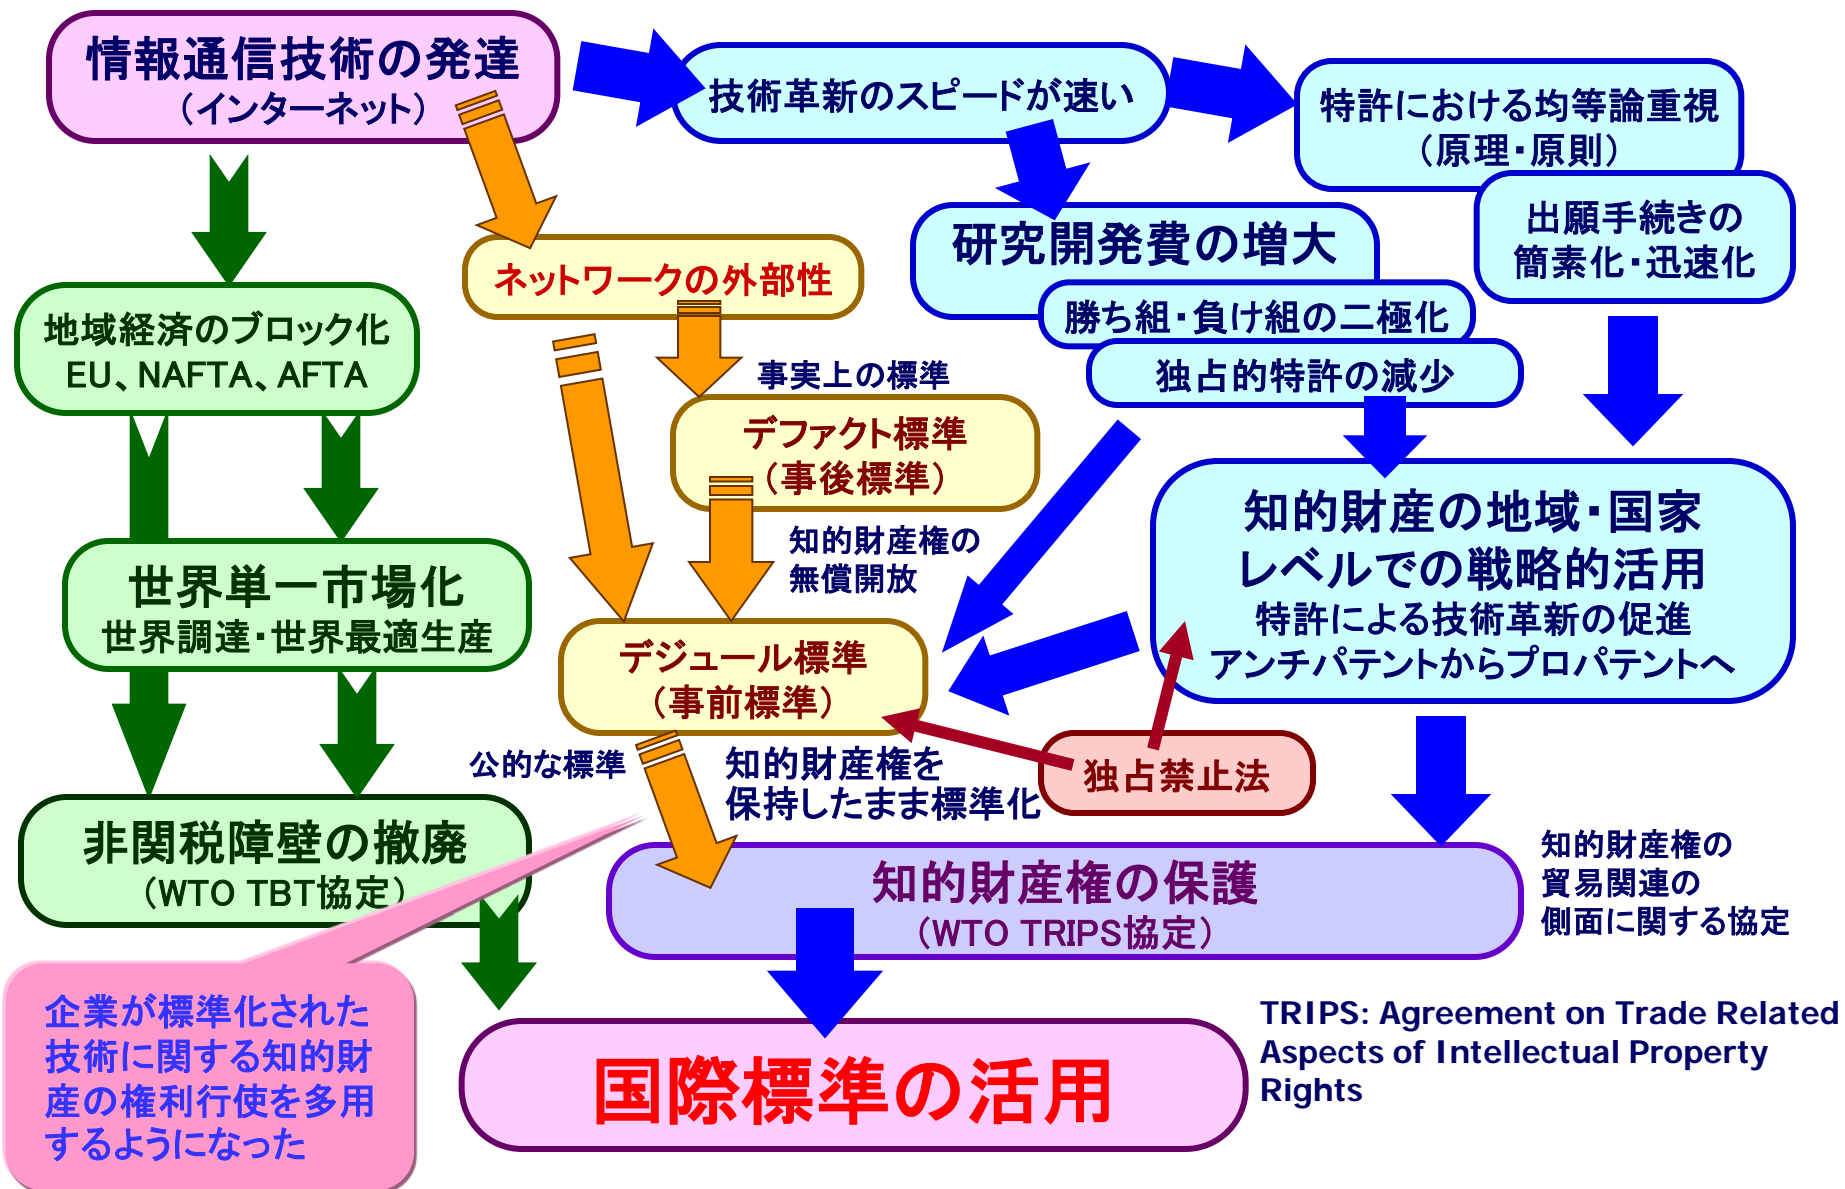 情報通信技術の発達
（インターネット）
技術革新のスピードが速い
特許における均等論重視
（原理・原則）
出願手続きの
簡素化・迅速化
研究開発費の増大
勝ち組・負け組の二極化
独占的特許の減少
ネットワークの外部性
地域経済のブロック化
EU、NAFTA、AFTA
事実上の標準
デファクト標準
（事後標準）
知的財産権の
無償開放
知的財産の地域・国家
レベルでの戦略的活用
特許による技術革新の促進
アンチパテントからプロパテントへ
世界単一市場化
世界調達・世界最適生産
デジュール標準
（事前標準）
公的な標準
知的財産権を
保持したまま標準化
独占禁止法
非関税障壁の撤廃
（WTO TBT協定）
知的財産権の保護
（WTO TRIPS協定）
知的財産権の
貿易関連の
側面に関する協定
企業が標準化された
技術に関する知的財
産の権利行使を多用
するようになった
国際標準の活用
TRIPS: Agreement on Trade Related
Aspects of Intellectual Property
Rights